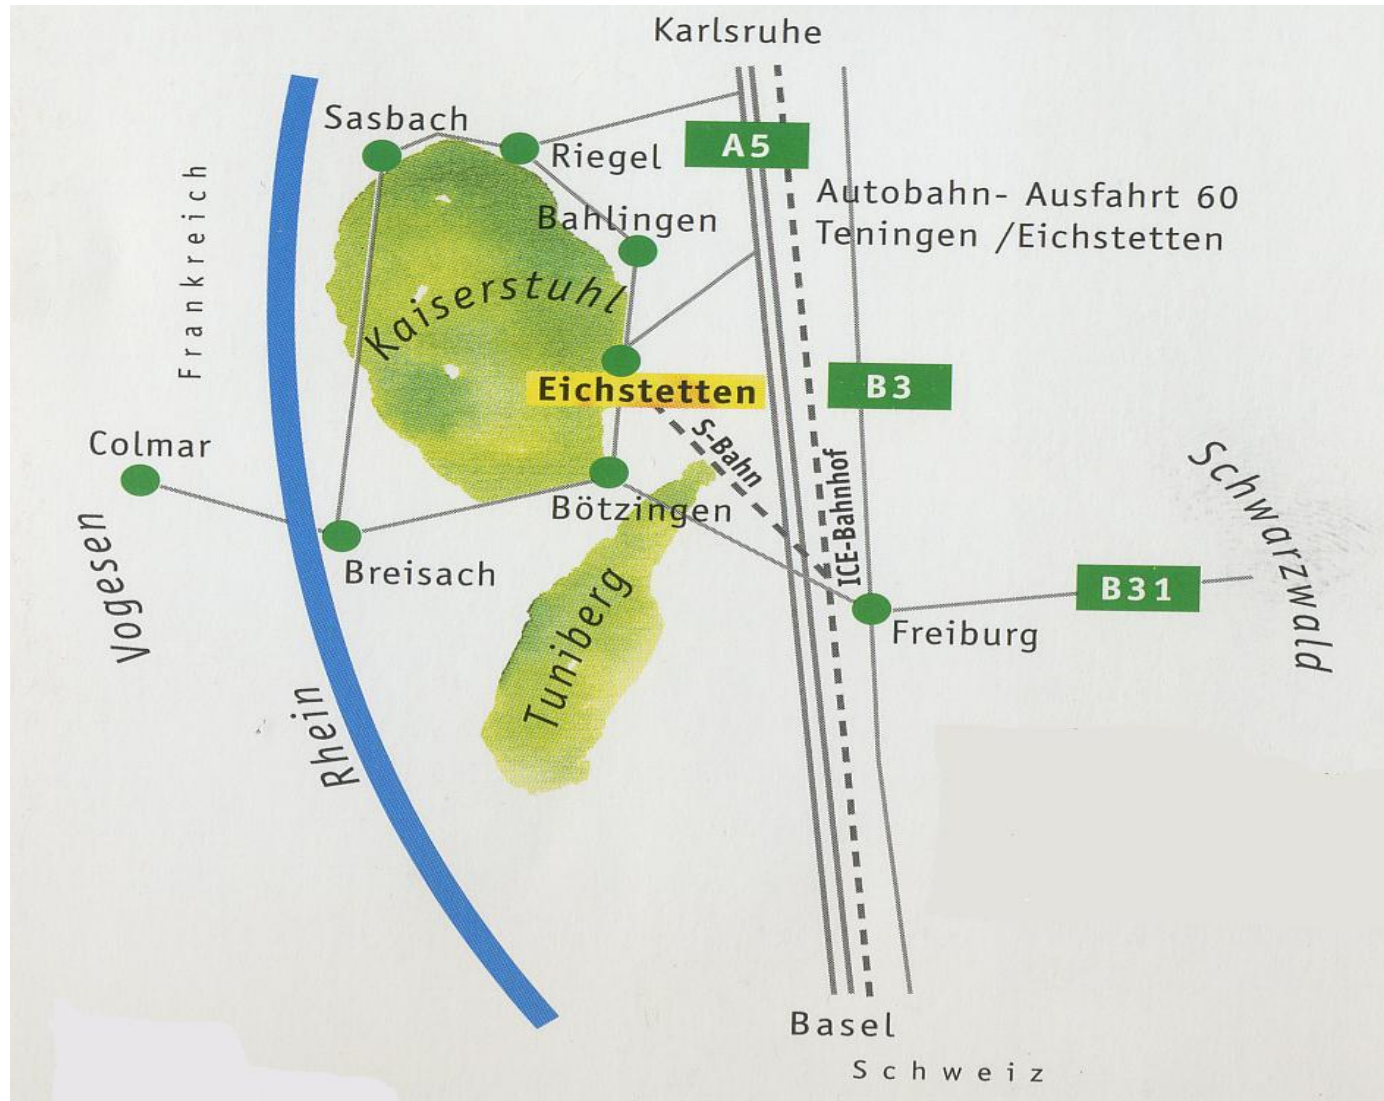 Karlsruhe
Sasbach
Riegel
A5
Autobahn- Ausfahrt 60
Teningen /Eichstetten
Frankreich
Bahlingen
Kaiserstuhl
Eichstetten
B3
S-Bahn
ICE-Bahnhof
Colmar
Vogesen
Bötzingen
Breisach
Schwarzwald
B31
Freiburg
Tuniberg
Rhein
Basel
Schweiz